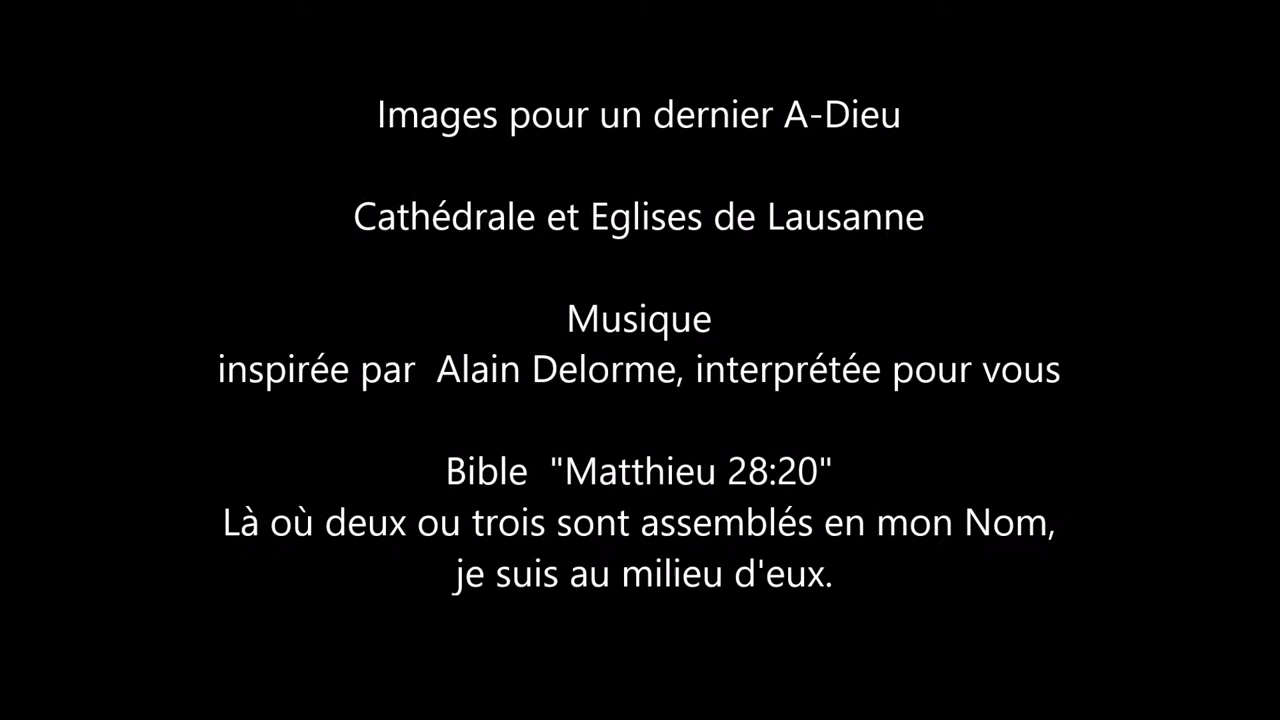 Images pour un dernier A-Dieu
Cathédrale et Eglises de Lausanne
Musique
inspirée par  Alain Delorme, interprétée pour vous
Bible  "Matthieu 28:20"
Là où deux ou trois sont assemblés en mon Nom,
je suis au milieu d'eux.